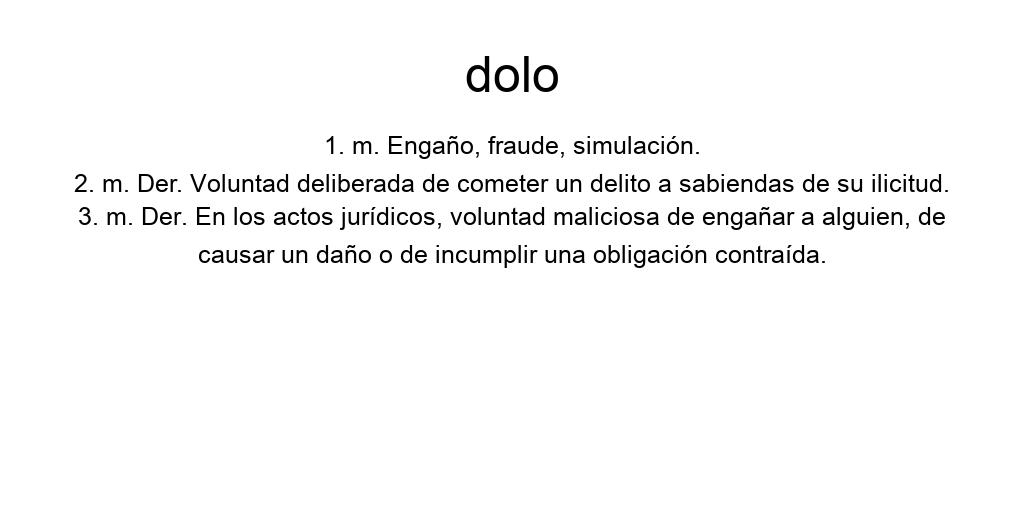 dolo
1. m. Engaño, fraude, simulación.
2. m. Der. Voluntad deliberada de cometer un delito a sabiendas de su ilicitud.
3. m. Der. En los actos jurídicos, voluntad maliciosa de engañar a alguien, de
causar un daño o de incumplir una obligación contraída.